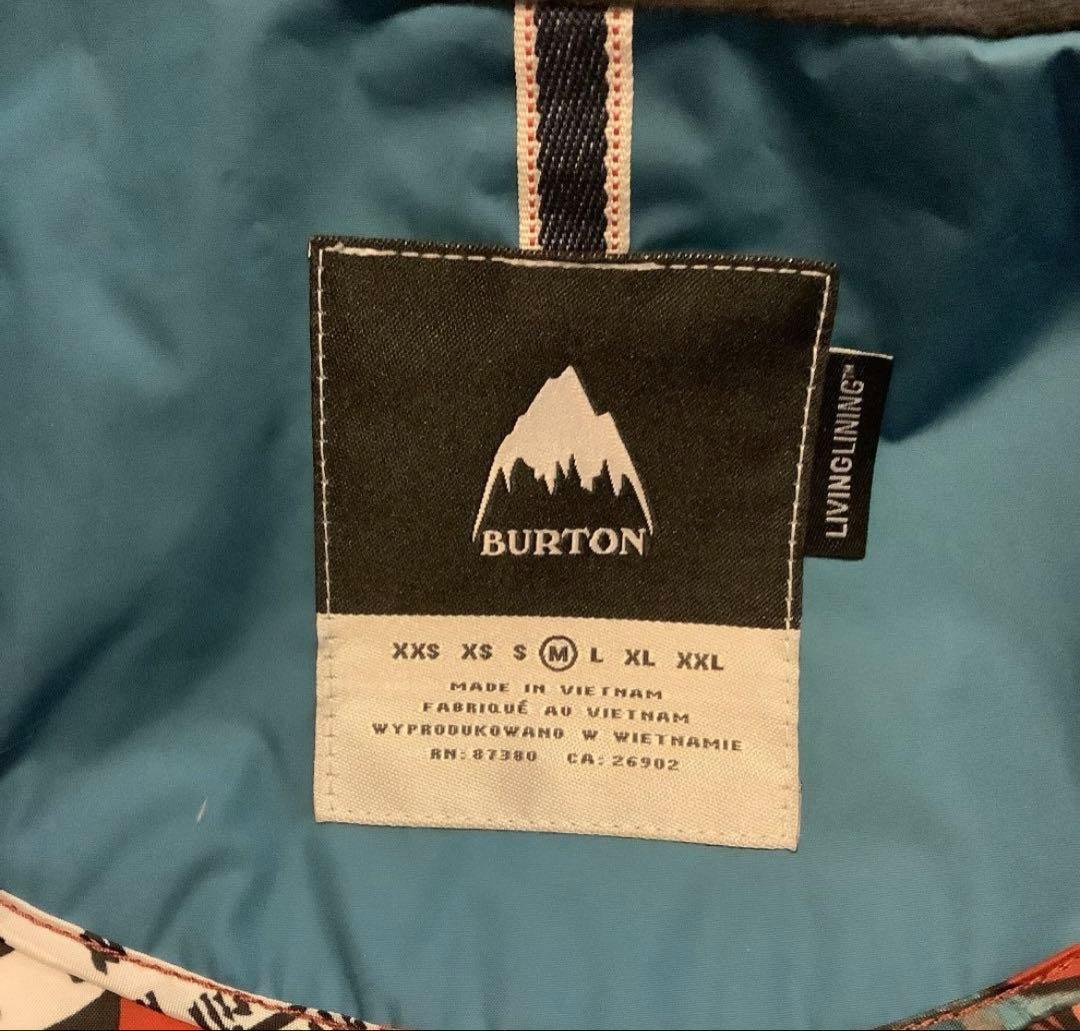 BURTON
LIVINGLINING™
XXS XS S M L XL XXL
MADE IN VIETNAM
FABRIQUÉ AU VIETNAM
WYPRODUKOWANO W WIETNAMIE
RN: 87380 CA: 26902